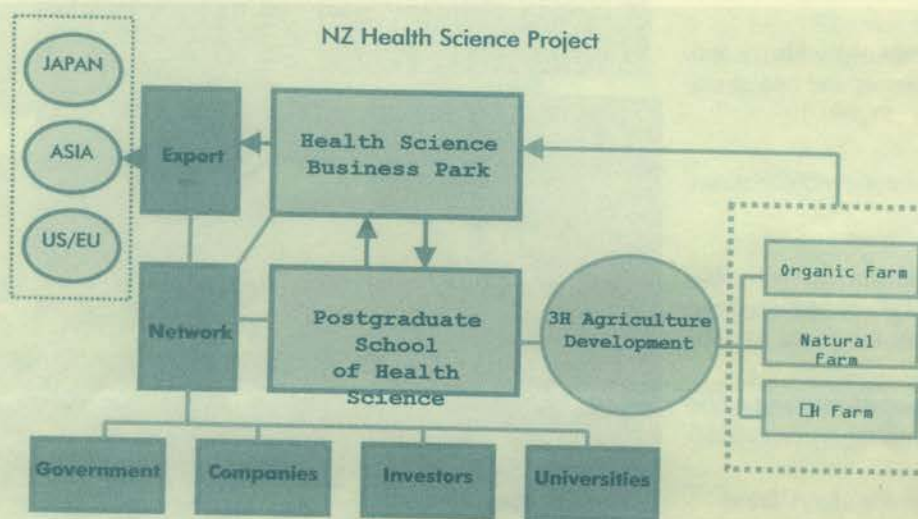 NZ Health Science Project
JAPAN
ASIA
US/EU
Export
Health Science
Business Park
Network
Postgraduate
School
of Health
Science
3H Agriculture
Development
Organic Farm
Natural
Farm
□H Farm
Government
Companies
Investors
Universities